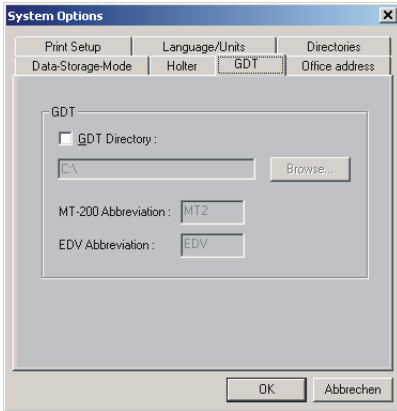 System Options
Print Setup Language/Units Directories
Data-Storage-Mode Holter GDT Office address
GDT
GDT Directory :
C:\ Browse...
MT-200 Abbreviation : MT2
EDV Abbreviation : EDV
OK Abbrechen